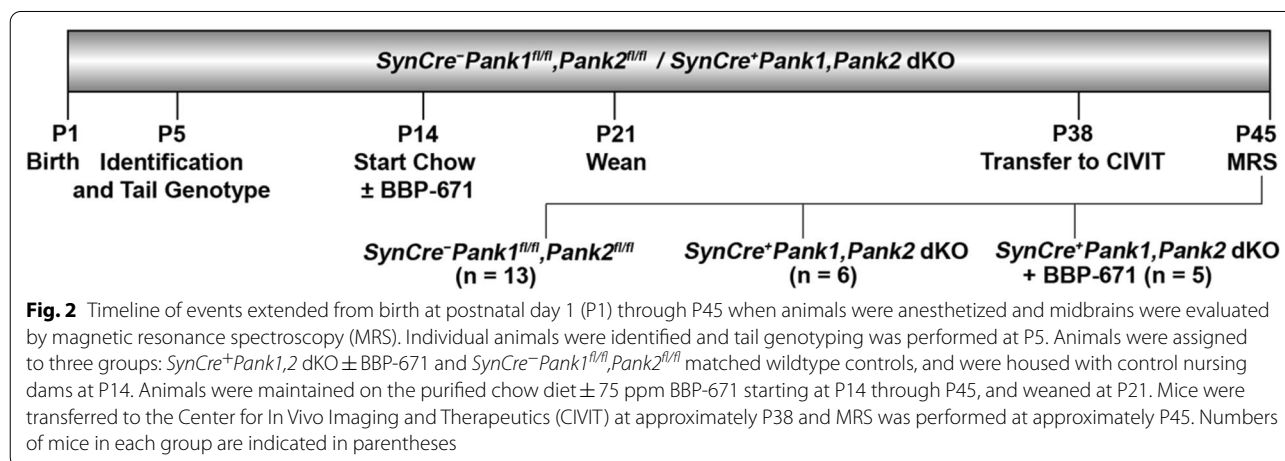 SynCre⁻Pank1ᶠˡ/ᶠˡ,Pank2ᶠˡ/ᶠˡ / SynCre⁺Pank1,Pank2 dKO
P1 P5 P14 P21 P38 P45
Birth Identification Start Chow Wean Transfer to CIVIT MRS
and Tail Genotype ± BBP-671
SynCre⁻Pank1ᶠˡ/ᶠˡ,Pank2ᶠˡ/ᶠˡ SynCre⁺Pank1,Pank2 dKO SynCre⁺Pank1,Pank2 dKO
(n = 13) (n = 6) + BBP-671 (n = 5)
Fig. 2 Timeline of events extended from birth at postnatal day 1 (P1) through P45 when animals were anesthetized and midbrains were evaluated
by magnetic resonance spectroscopy (MRS). Individual animals were identified and tail genotyping was performed at P5. Animals were assigned
to three groups: SynCre⁺Pank1,2 dKO ± BBP-671 and SynCre⁻Pank1ᶠˡ/ᶠˡ,Pank2ᶠˡ/ᶠˡ matched wildtype controls, and were housed with control nursing
dams at P14. Animals were maintained on the purified chow diet ± 75 ppm BBP-671 starting at P14 through P45, and weaned at P21. Mice were
transferred to the Center for In Vivo Imaging and Therapeutics (CIVIT) at approximately P38 and MRS was performed at approximately P45. Numbers
of mice in each group are indicated in parentheses